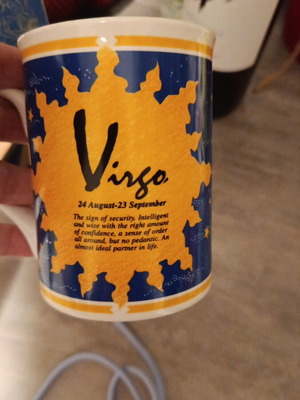 Virgo.
24 August-23 September
The sign of security. Intelligent
and wise with the right amount
of confidence, a sense of order
all around, but no pedantic. An
almost ideal partner in life.